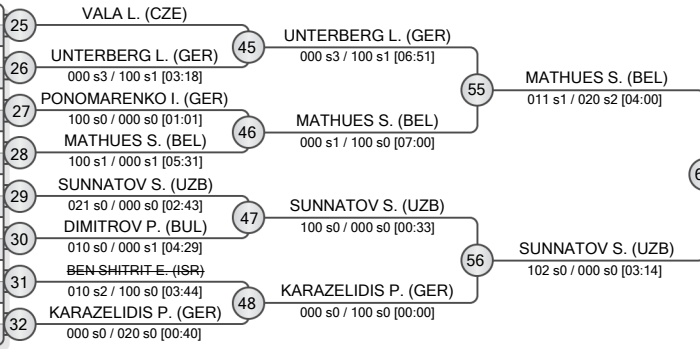 25
VALA L. (CZE)
26
UNTERBERG L. (GER)
000 s3 / 100 s1 [03:18]
27
PONOMARENKO I. (GER)
100 s0 / 000 s0 [01:01]
28
MATHUES S. (BEL)
100 s1 / 000 s1 [05:31]
29
SUNNATOV S. (UZB)
021 s0 / 000 s0 [02:43]
30
DIMITROV P. (BUL)
010 s0 / 000 s1 [04:29]
31
BEN SHITRIT E. (ISR)
010 s2 / 100 s0 [03:44]
32
KARAZELIDIS P. (GER)
000 s0 / 020 s0 [00:40]
45
UNTERBERG L. (GER)
000 s3 / 100 s1 [06:51]
46
MATHUES S. (BEL)
000 s1 / 100 s0 [07:00]
47
SUNNATOV S. (UZB)
100 s0 / 000 s0 [00:33]
48
KARAZELIDIS P. (GER)
000 s0 / 100 s0 [00:00]
55
MATHUES S. (BEL)
011 s1 / 020 s2 [04:00]
56
SUNNATOV S. (UZB)
102 s0 / 000 s0 [03:14]